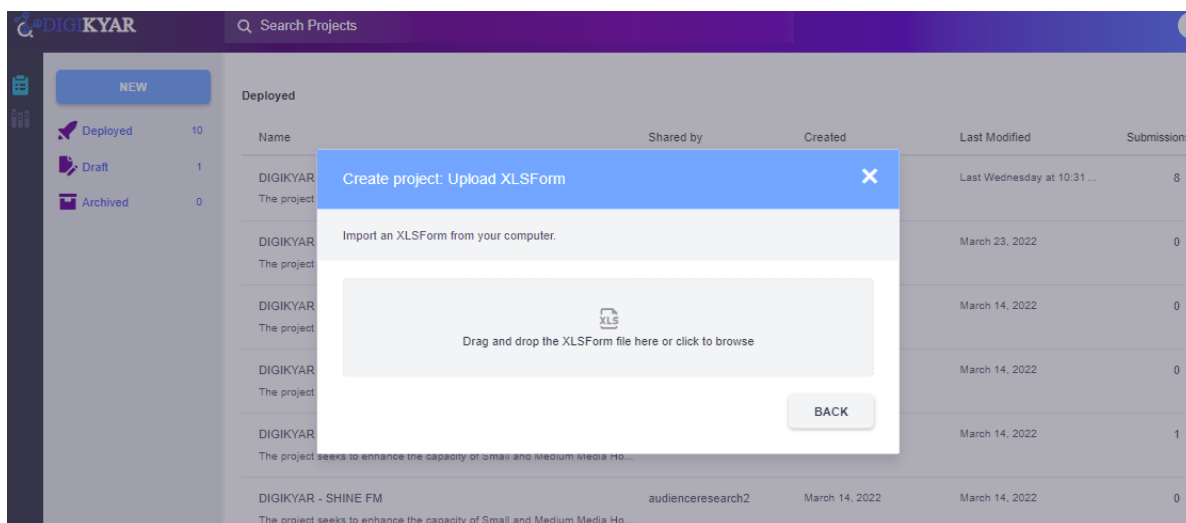 DIGIKYAR
Search Projects
NEW
Deployed 10
Draft 1
Archived 0
Deployed
Name Shared by Created Last Modified Submission
Create project: Upload XLSForm
Import an XLSForm from your computer.
XLS
Drag and drop the XLSForm file here or click to browse
BACK
DIGIKYAR Last Wednesday at 10:31 ... 8
The project
DIGIKYAR March 23, 2022 0
The project
DIGIKYAR March 14, 2022 0
The project
DIGIKYAR March 14, 2022 0
The project
DIGIKYAR March 14, 2022 1
The project seeks to enhance the capacity of Small and Medium Media Ho...
DIGIKYAR - SHINE FM audienceresearch2 March 14, 2022 March 14, 2022 0
The project seeks to enhance the capacity of Small and Medium Media Ho...